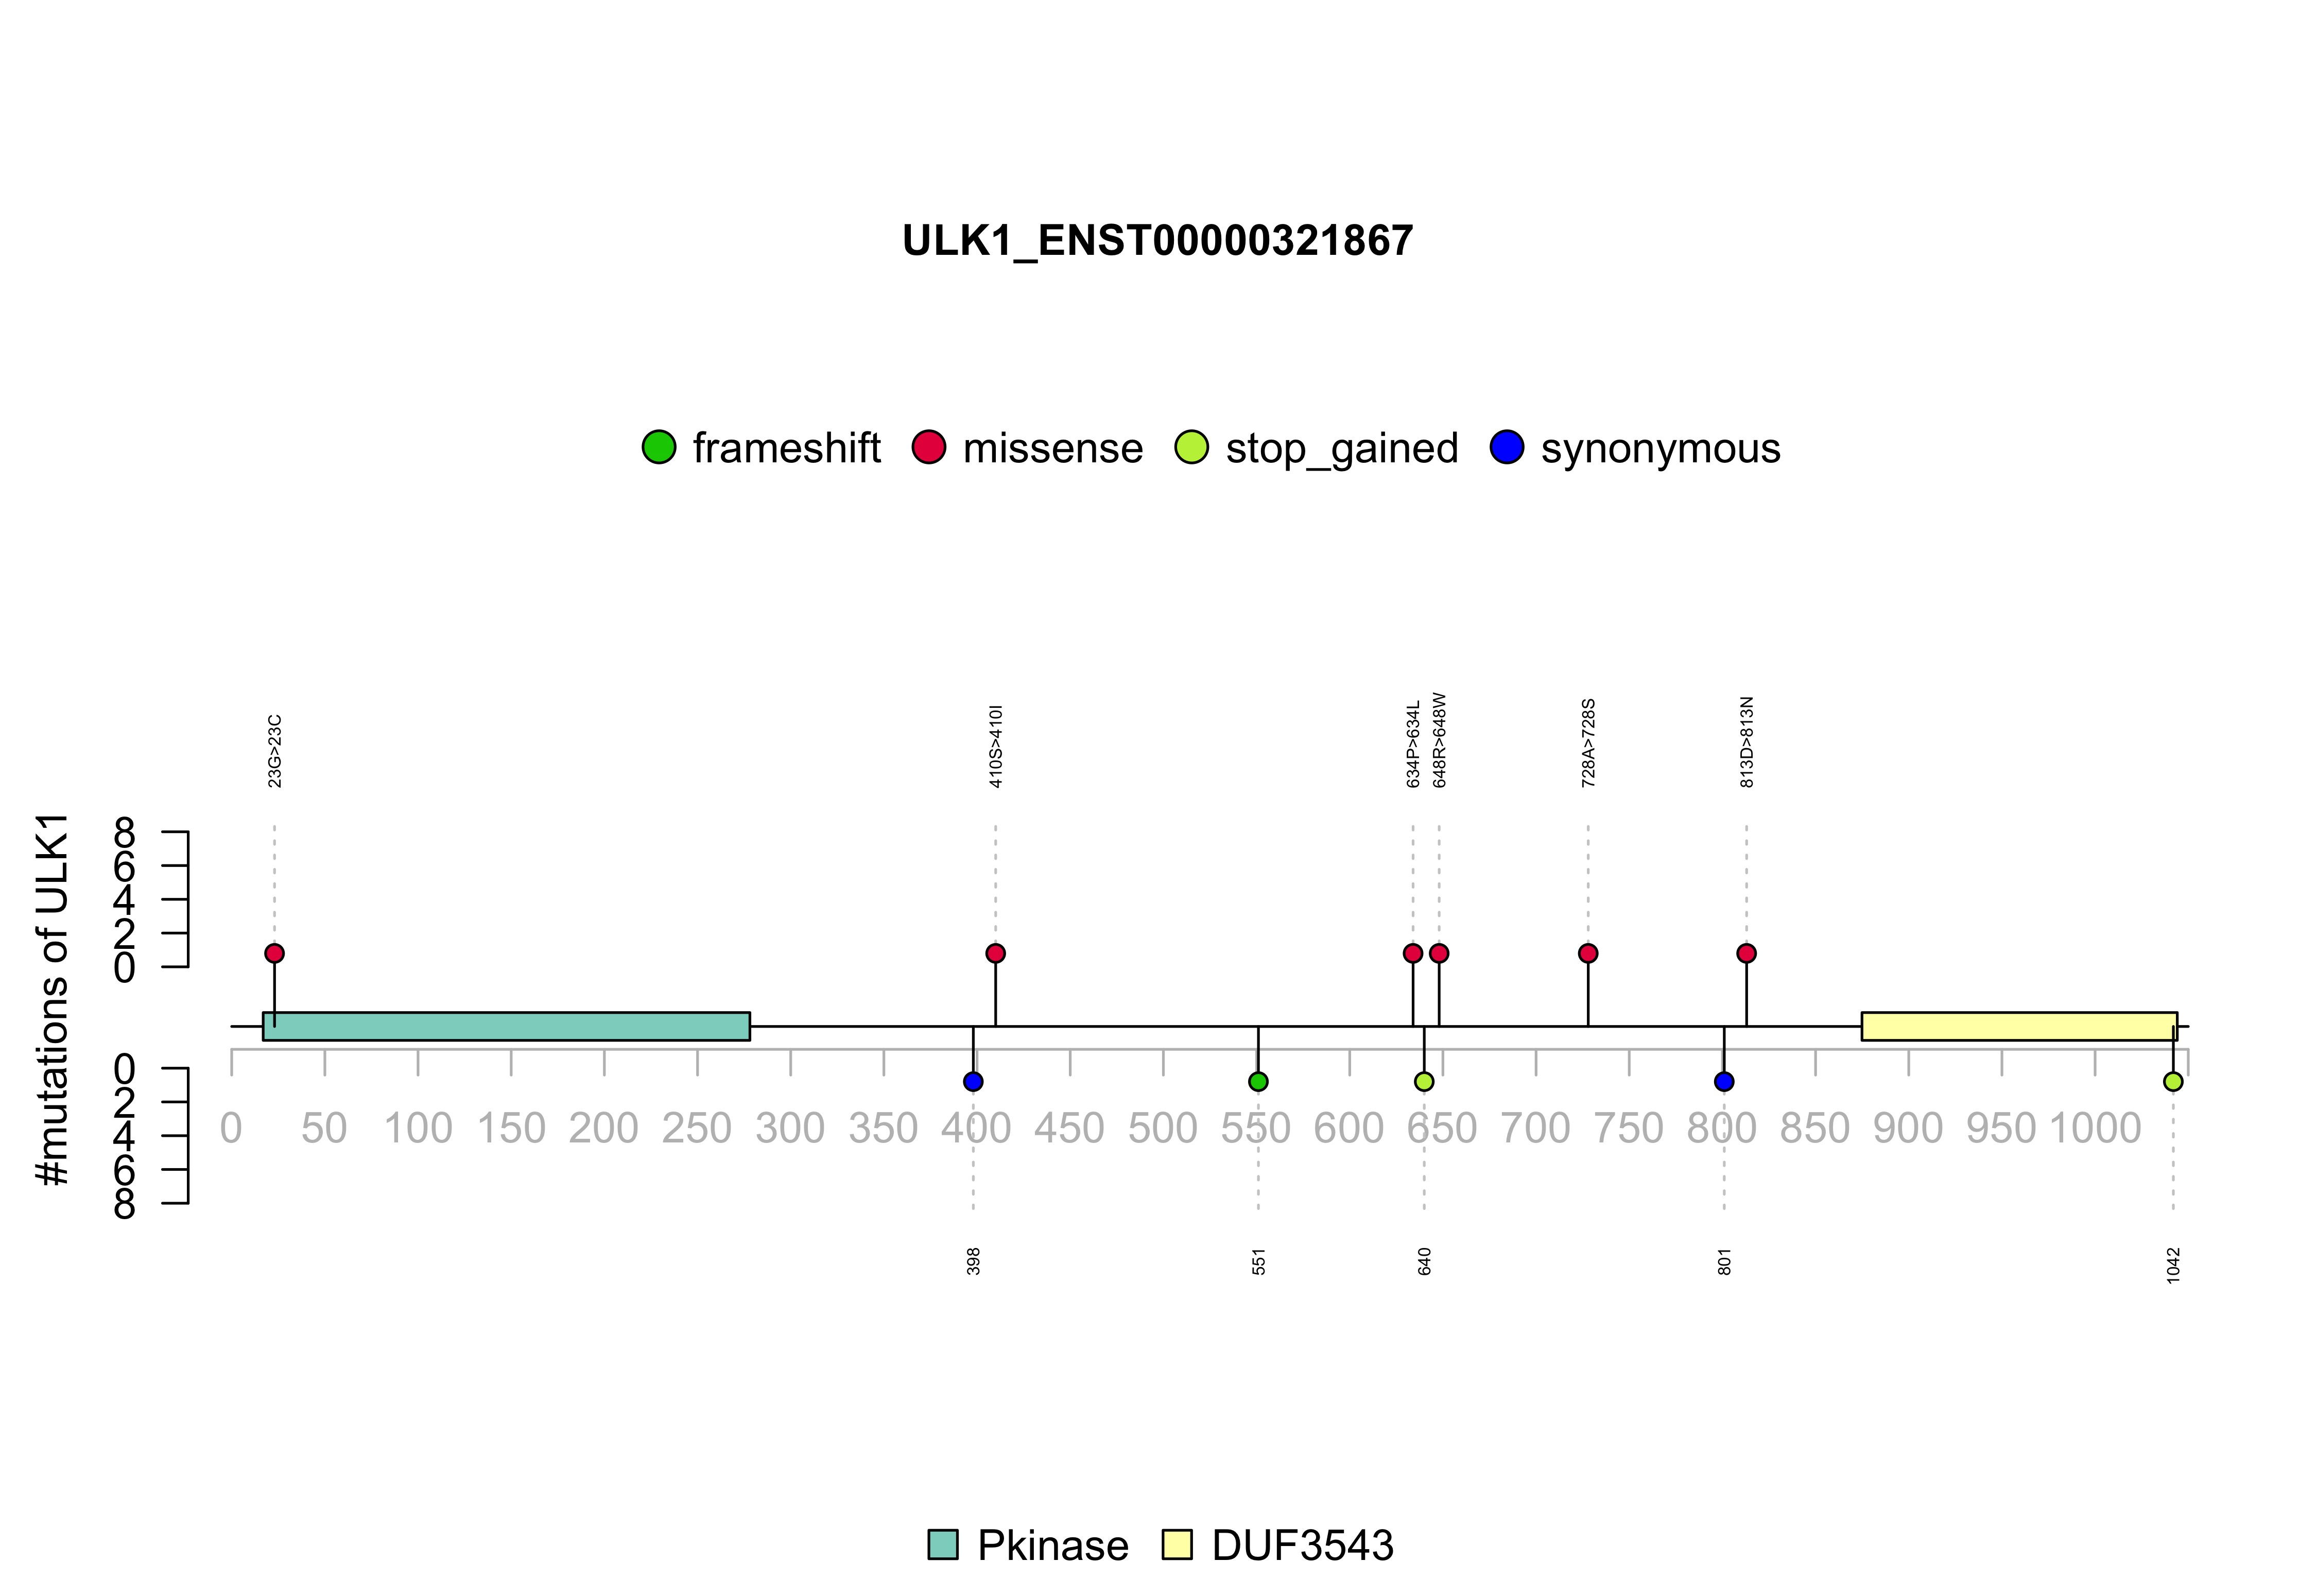 ULK1_ENST00000321867
frameshift missense stop_gained synonymous
23G>23C 410S>410I 634P>634L 648R>648W 728A>728S 813D>813N
#mutations of ULK1
8
6
4
2
0
0
2
4
6
8
0 50 100 150 200 250 300 350 400 450 500 550 600 650 700 750 800 850 900 950 1000
398 551 640 801 1042
Pkinase DUF3543